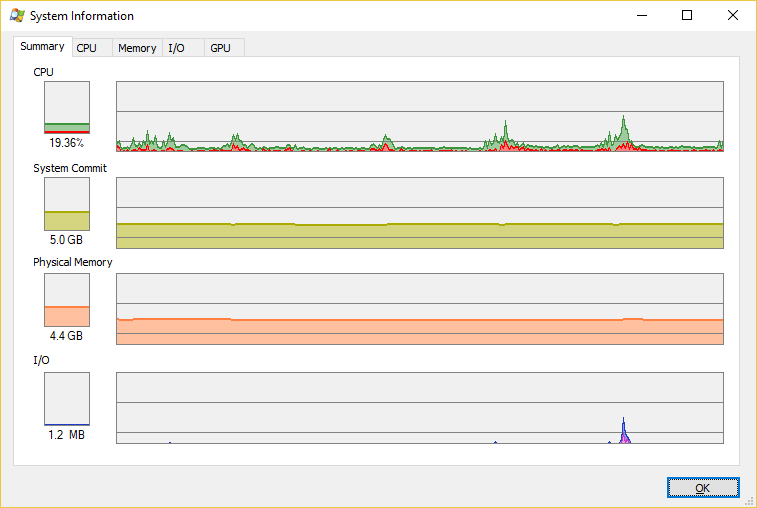 System Information
Summary CPU Memory I/O GPU
CPU
19.36%
System Commit
5.0 GB
Physical Memory
4.4 GB
I/O
1.2 MB
OK